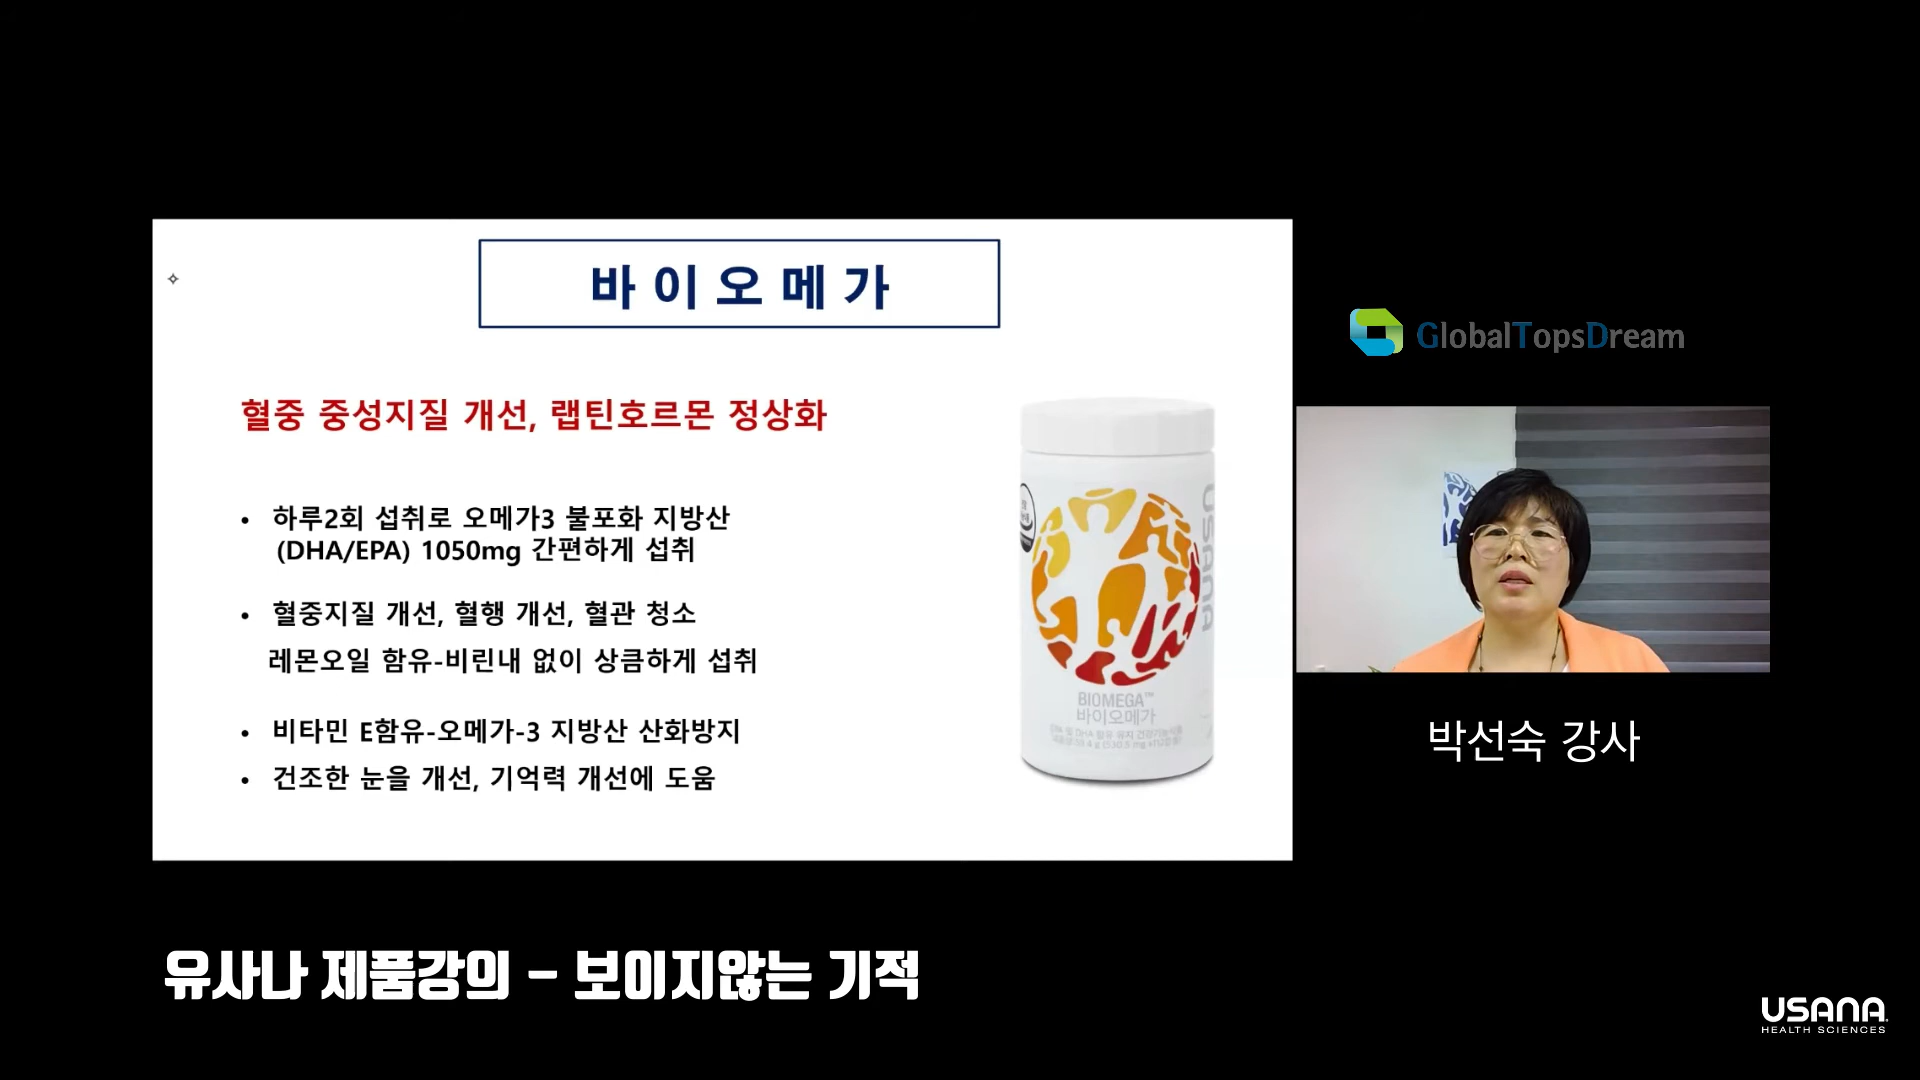 바이오메가
혈중 중성지질 개선, 랩틴호르몬 정상화
• 하루2회 섭취로 오메가3 불포화 지방산
(DHA/EPA) 1050mg 간편하게 섭취
• 혈중지질 개선, 혈행 개선, 혈관 청소
레몬오일 함유-비린내 없이 상큼하게 섭취
• 비타민 E함유-오메가-3 지방산 산화방지
• 건조한 눈을 개선, 기억력 개선에 도움
USANA
BIOMEGA™
바이오메가
GlobalTopsDream
박선숙 강사
유사나 제품강의 - 보이지않는 기적
USANA
HEALTH SCIENCES